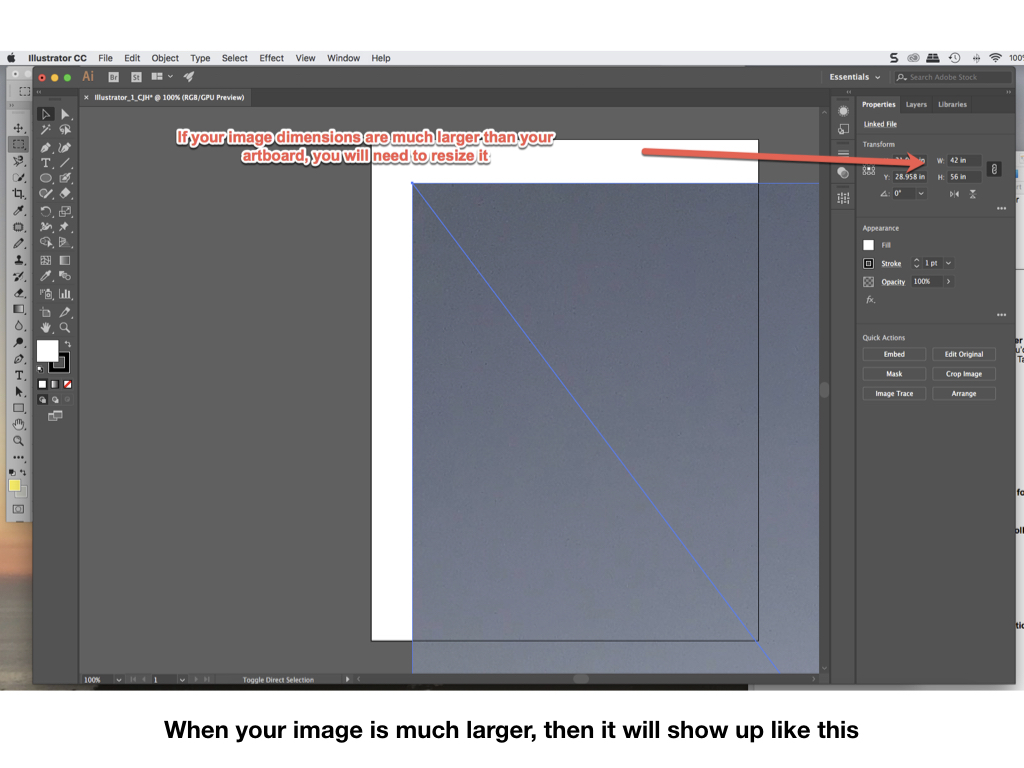 Illustrator CC File Edit Object Type Select Effect View Window Help 100%
Ai Br St Essentials Search Adobe Stock
× Illustrator_1_CJH* @ 100% (RGB/GPU Preview)
Properties Layers Libraries
If your image dimensions are much larger than your
artboard, you will need to resize it
Linked File
Transform
W: 42 in
Y: 28.958 in H: 56 in
0°
Appearance
Fill
Stroke 1 pt
Opacity 100%
fx.
Quick Actions
Embed Edit Original
Mask Crop Image
Image Trace Arrange
100% 1 Toggle Direct Selection
When your image is much larger, then it will show up like this